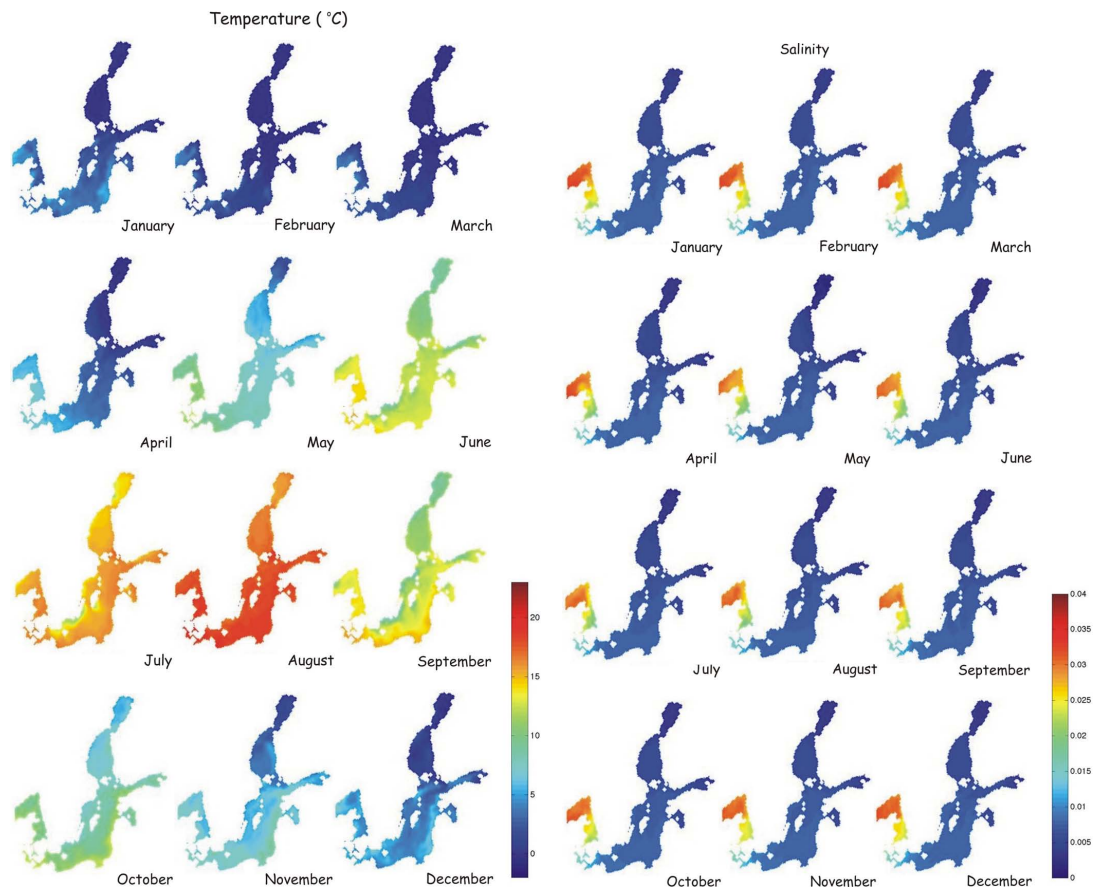 Temperature ( °C)
January
February
March
April
May
June
July
August
September
October
November
December
20
15
10
5
0
Salinity
January
February
March
April
May
June
July
August
September
October
November
December
0.04
0.035
0.03
0.025
0.02
0.015
0.01
0.005
0